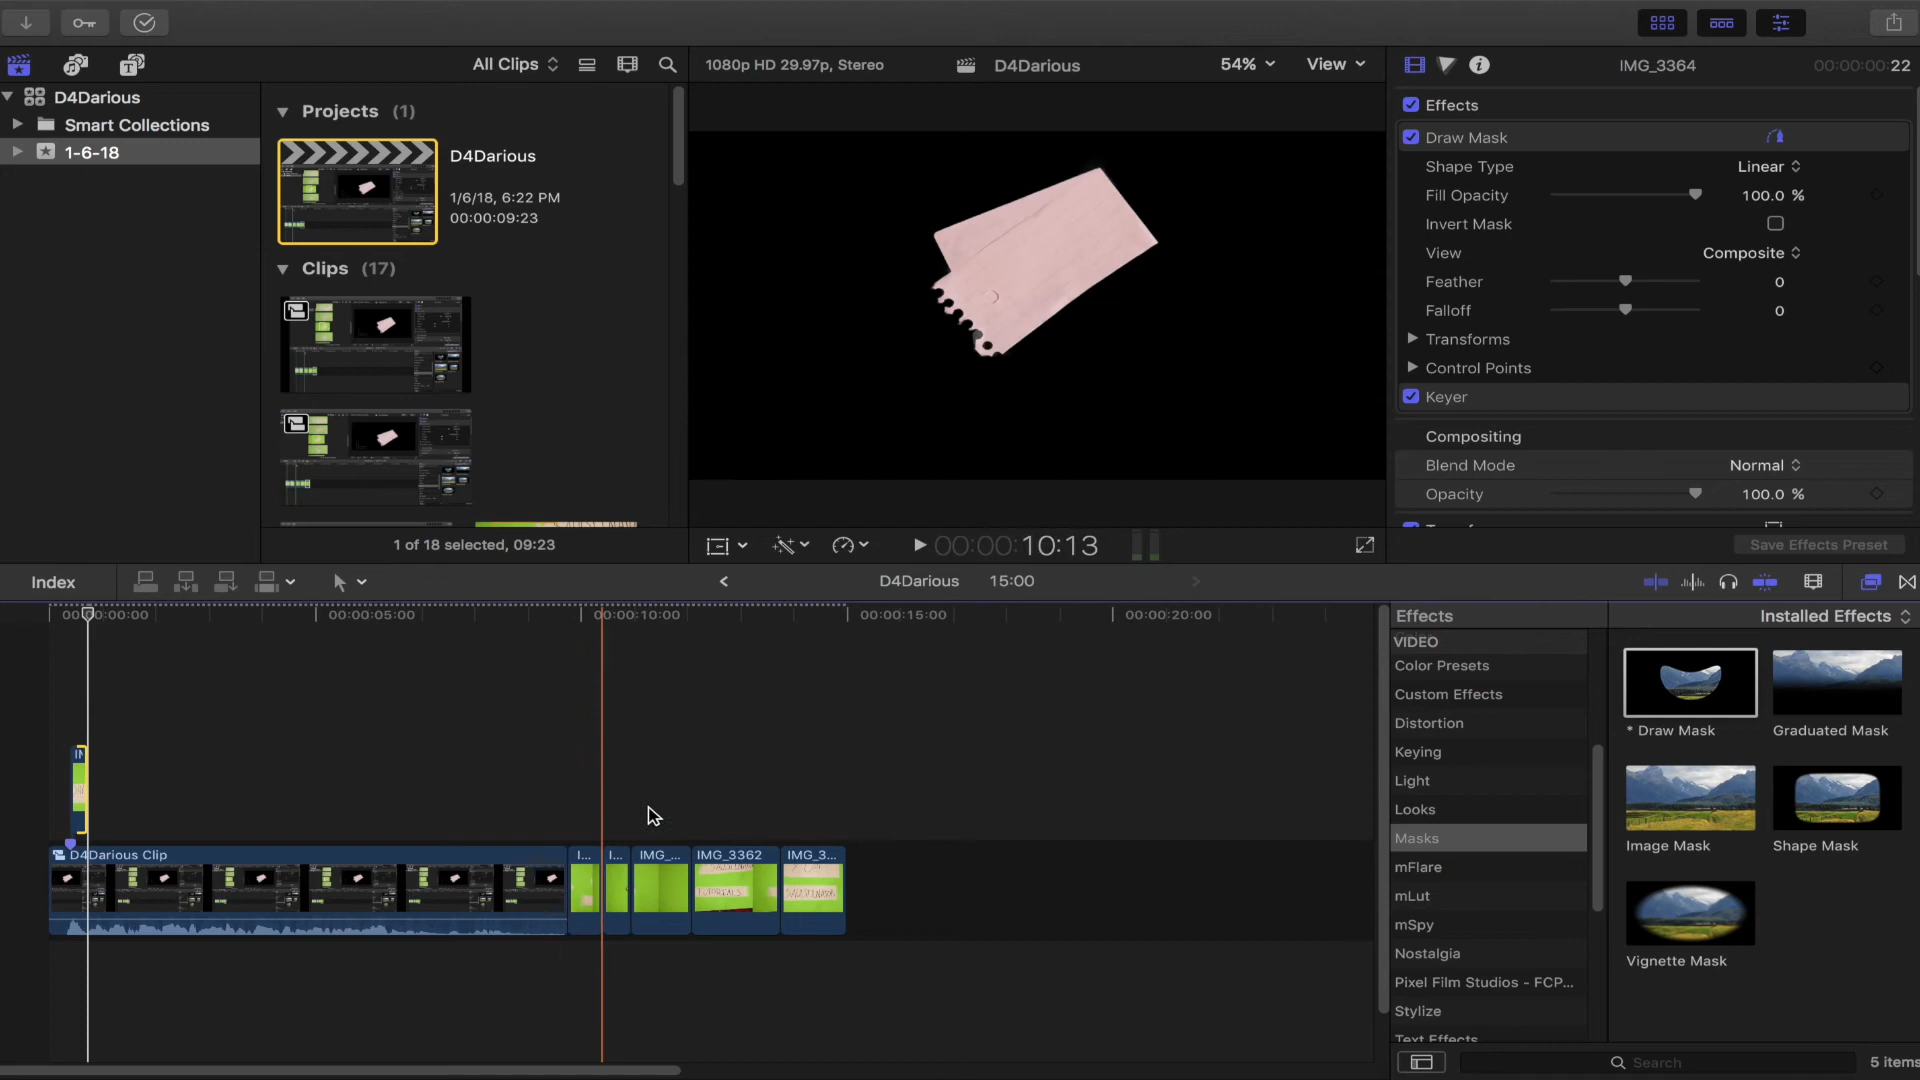 All Clips
1080p HD 29.97p, Stereo
D4Darious
54%
View
IMG_3364
00:00:00:22
D4Darious
Smart Collections
1-6-18
Projects (1)
D4Darious
1/6/18, 6:22 PM
00:00:09:23
Clips (17)
1 of 18 selected, 09:23
00:00:10:13
Effects
Draw Mask
Shape Type
Linear
Fill Opacity
100.0 %
Invert Mask
View
Composite
Feather
0
Falloff
0
Transforms
Control Points
Keyer
Compositing
Blend Mode
Normal
Opacity
100.0 %
Save Effects Preset
Index
D4Darious
15:00
00:00:00:00
00:00:05:00
00:00:10:00
00:00:15:00
00:00:20:00
D4Darious Clip
I...
I...
IMG_...
IMG_3362
IMG_3...
Effects
Installed Effects
VIDEO
Color Presets
Custom Effects
Distortion
Keying
Light
Looks
Masks
mFlare
mLut
mSpy
Nostalgia
Pixel Film Studios - FCP...
Stylize
Text Effects
* Draw Mask
Graduated Mask
Image Mask
Shape Mask
Vignette Mask
Search
5 items